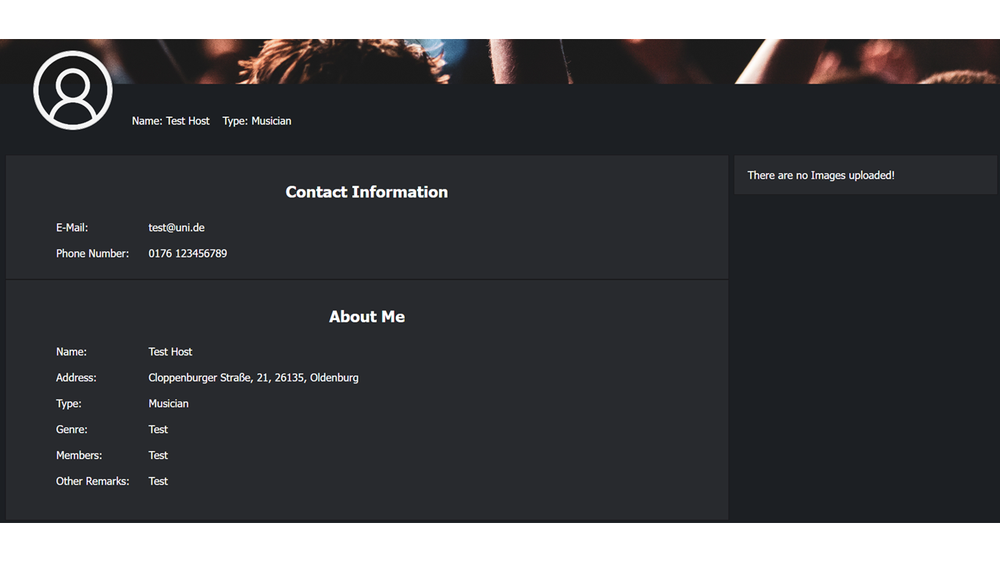 Name: Test Host Type: Musician
Contact Information
E-Mail: test@uni.de
Phone Number: 0176 123456789
About Me
Name: Test Host
Address: Cloppenburger Straße, 21, 26135, Oldenburg
Type: Musician
Genre: Test
Members: Test
Other Remarks: Test
There are no Images uploaded!